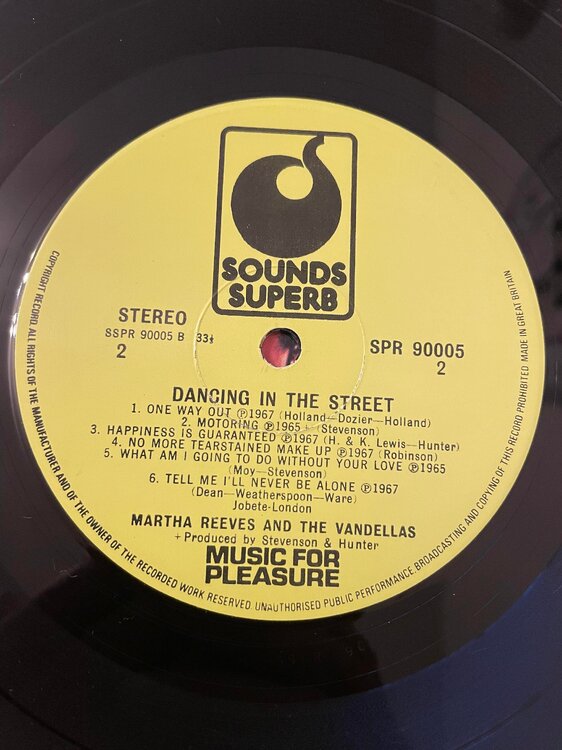 SOUNDS
SUPERB
STEREO
SSPR 90005 B 33⅓
2
SPR 90005
2
DANCING IN THE STREET
1. ONE WAY OUT ℗1967 (Holland—Dozier—Holland)
2. MOTORING ℗1965 + (Stevenson)
3. HAPPINESS IS GUARANTEED ℗1967 (H. & K. Lewis—Hunter)
4. NO MORE TEARSTAINED MAKE UP ℗1967 (Robinson)
5. WHAT AM I GOING TO DO WITHOUT YOUR LOVE ℗1965
(Moy—Stevenson)
6. TELL ME I'LL NEVER BE ALONE ℗1967
(Dean—Weatherspoon—Ware)
Jobete-London
MARTHA REEVES AND THE VANDELLAS
+ Produced by Stevenson & Hunter
MUSIC FOR
PLEASURE
COPYRIGHT RECORD. ALL RIGHTS OF THE MANUFACTURER AND OF THE OWNER OF THE RECORDED WORK RESERVED. UNAUTHORISED PUBLIC PERFORMANCE BROADCASTING AND COPYING OF THIS RECORD PROHIBITED MADE IN GREAT BRITAIN